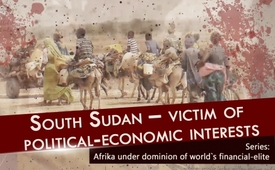 South Sudan – victim of
political-economic interests
Series:
Afrika under dominion of world`s financial-elite